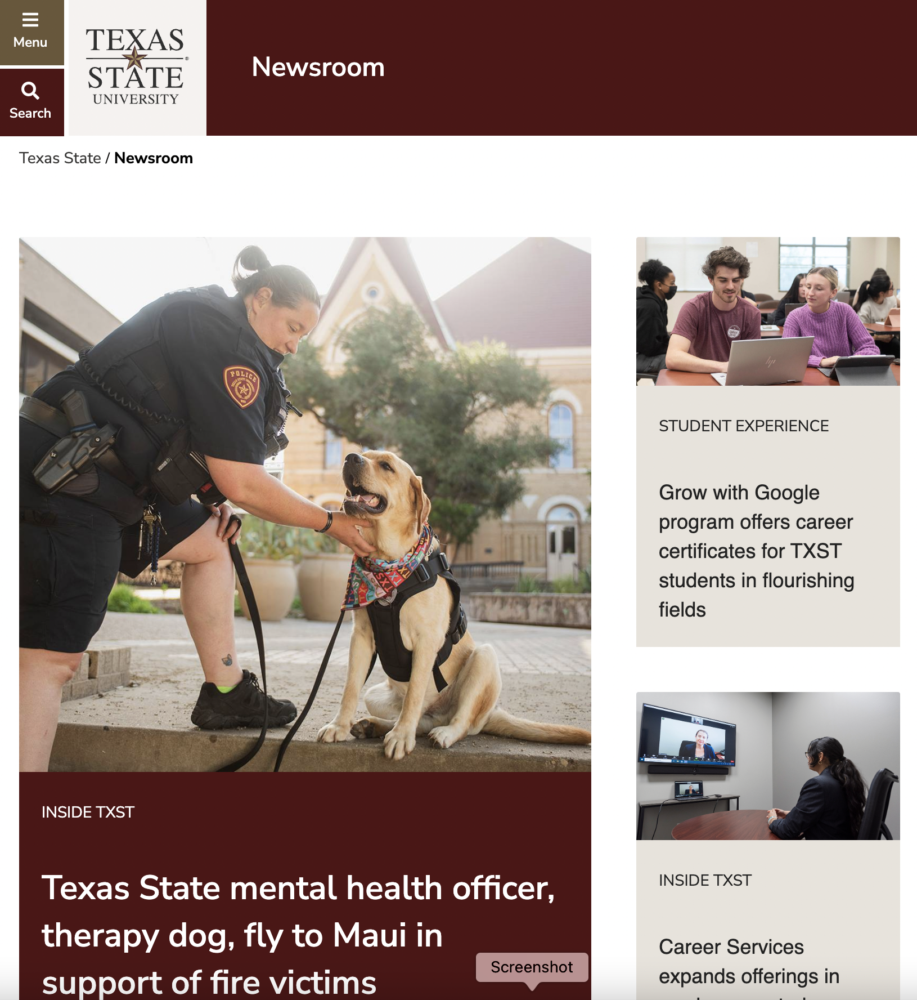 Menu
Search
TEXAS
STATE
UNIVERSITY
®
Newsroom
Texas State / Newsroom
POLICE
INSIDE TXST
Texas State mental health officer,
therapy dog, fly to Maui in
support of fire victims
Screenshot
hp
STUDENT EXPERIENCE
Grow with Google
program offers career
certificates for TXST
students in flourishing
fields
INSIDE TXST
Career Services
expands offerings in